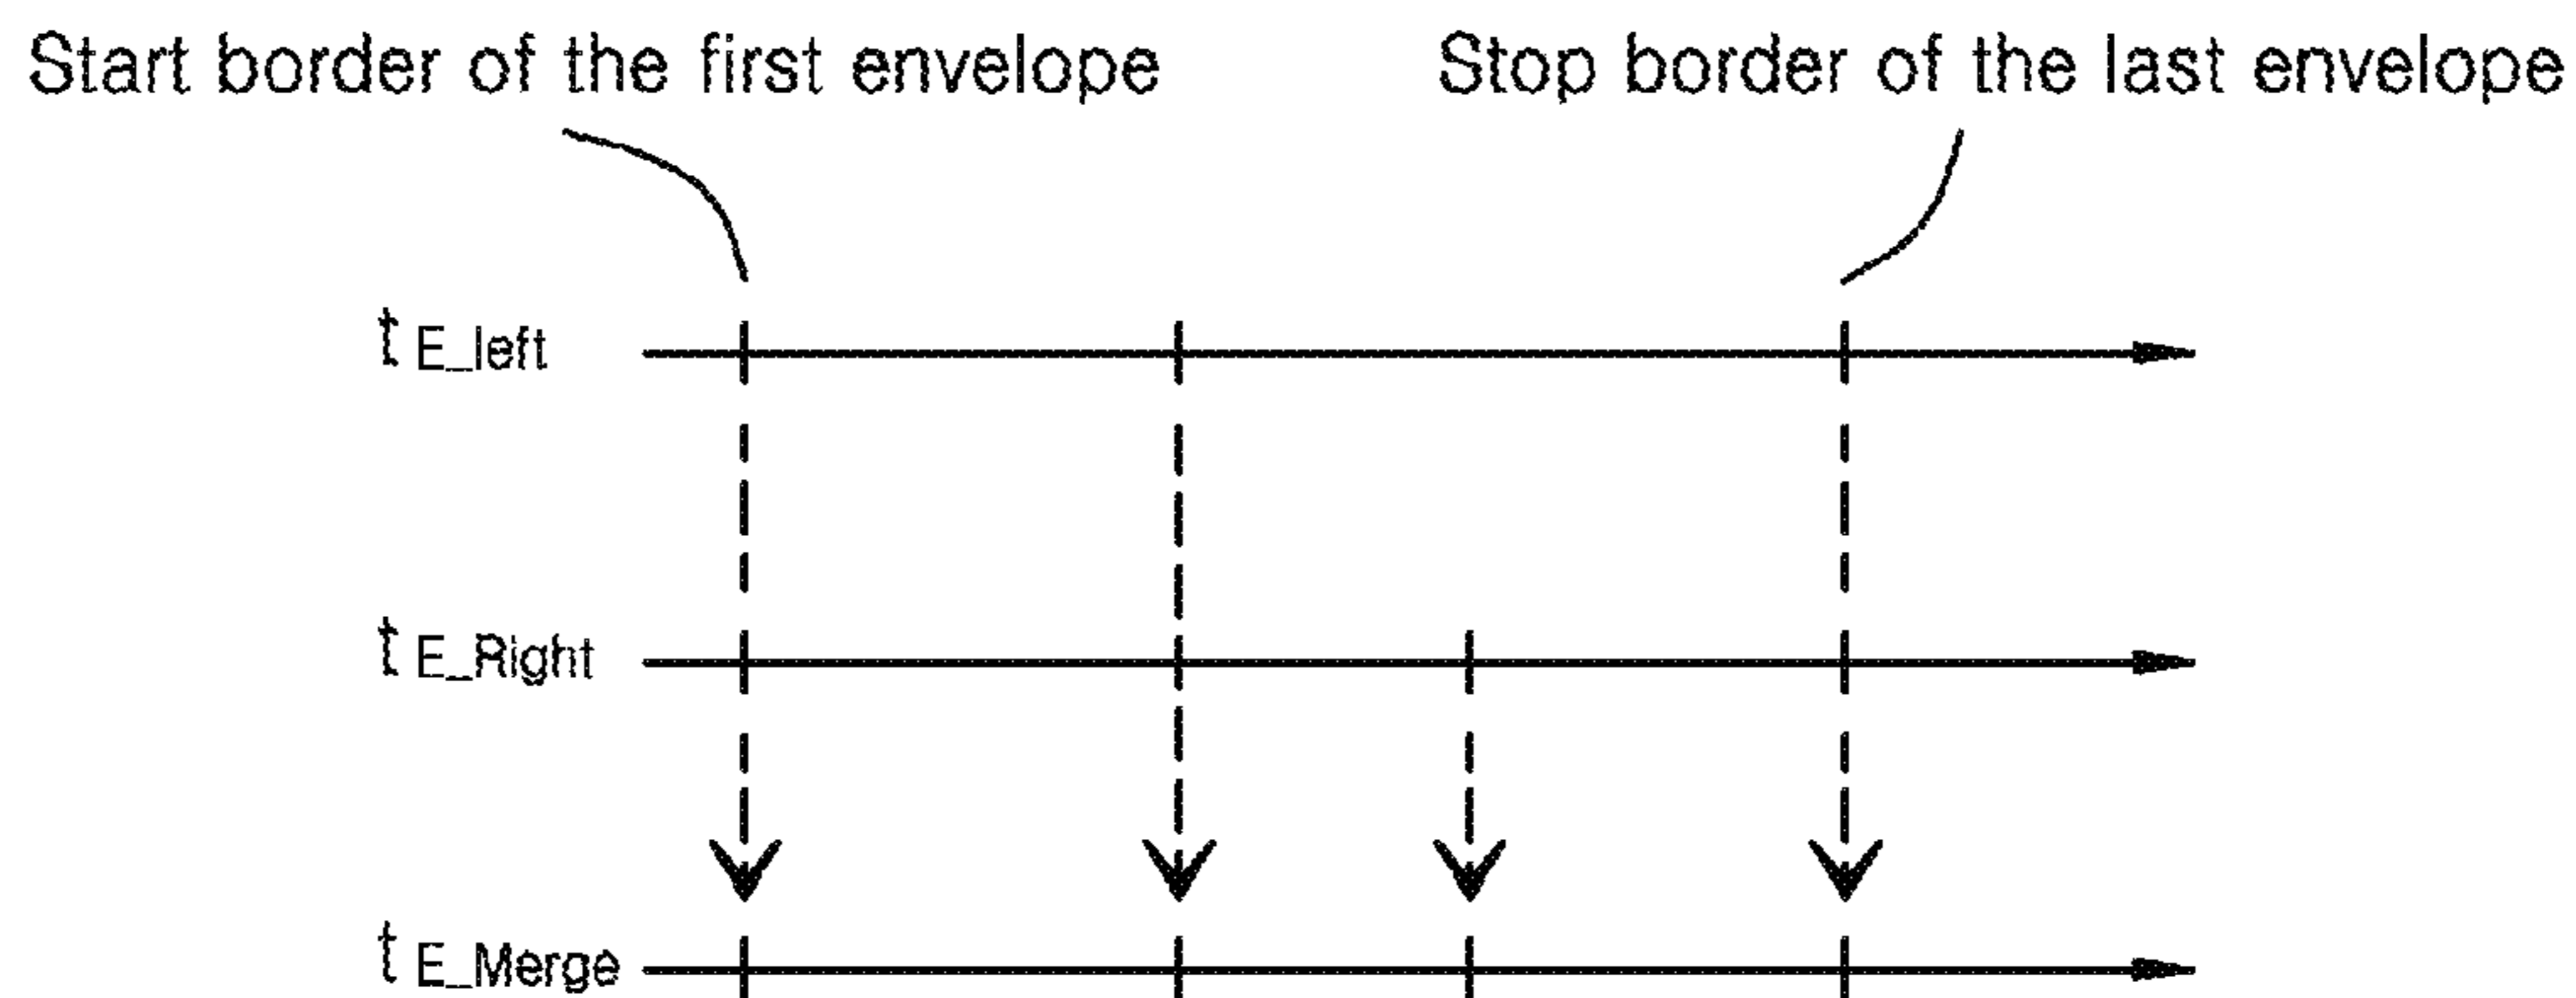 Start border of the first envelope
Stop border of the last envelope
t E_left
t E_Right
t E_Merge